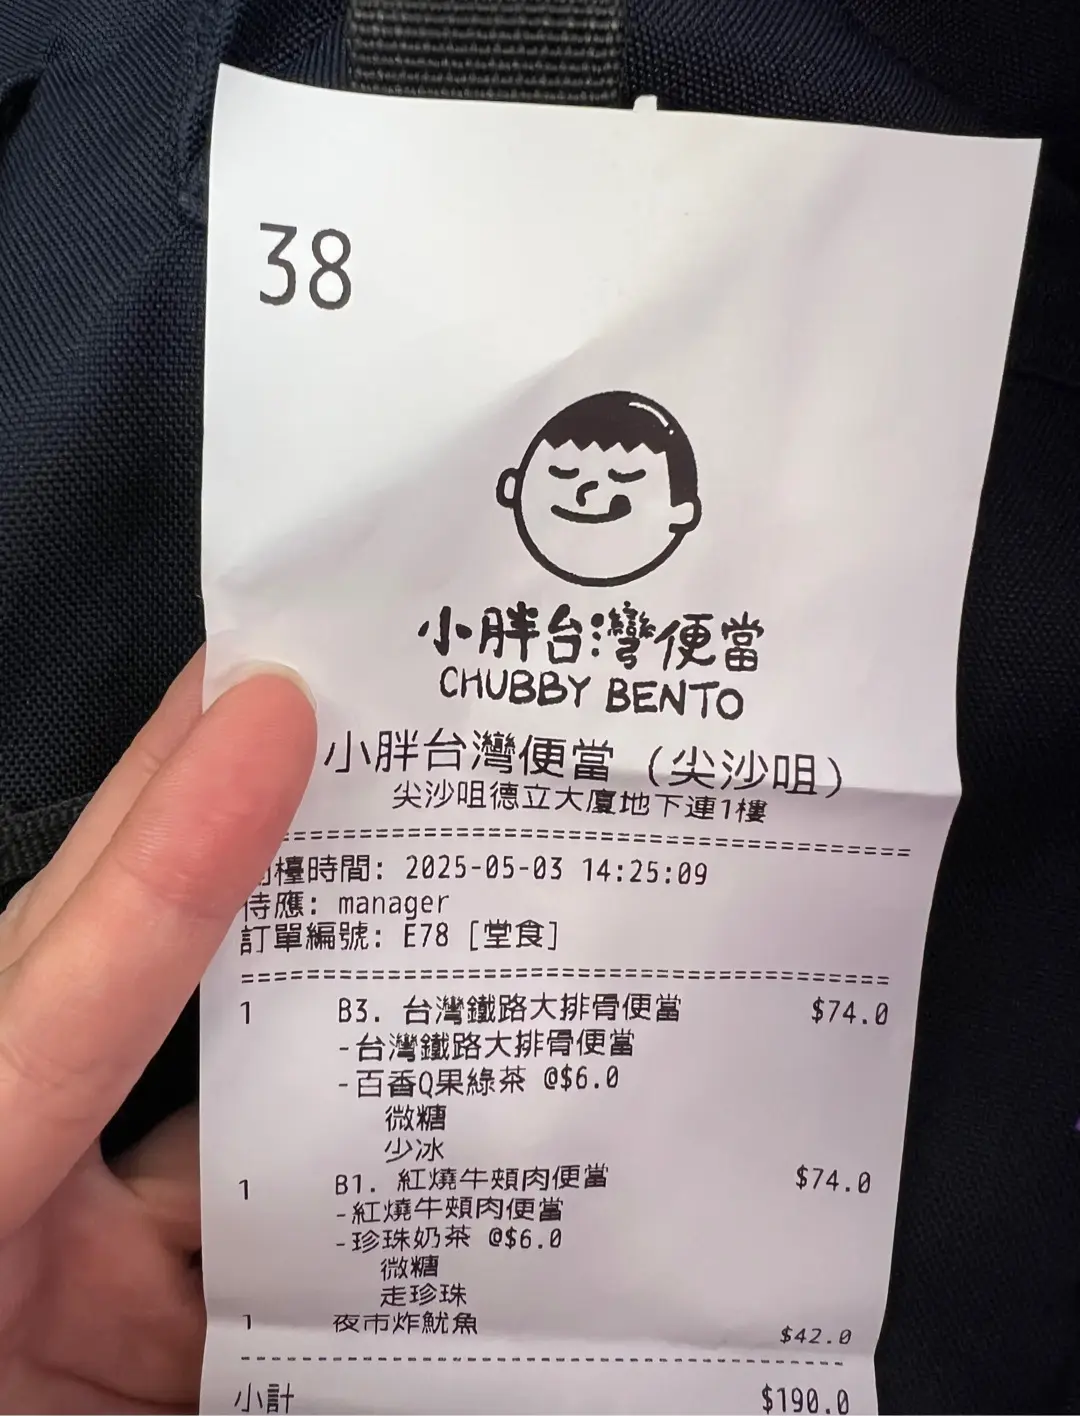 38
小胖台灣便當
CHUBBY BENTO
小胖台灣便當 (尖沙咀)
尖沙咀德立大廈地下連1樓
檯時間: 2025-05-03 14:25:09
侍應: manager
訂單編號: E78 [堂食]
1 B3. 台灣鐵路大排骨便當 $74.0
-台灣鐵路大排骨便當
-百香Q果綠茶 @$6.0
微糖
少冰
1 B1. 紅燒牛頰肉便當 $74.0
-紅燒牛頰肉便當
-珍珠奶茶 @$6.0
微糖
走珍珠
1 夜市炸魷魚 $42.0
小計 $190.0